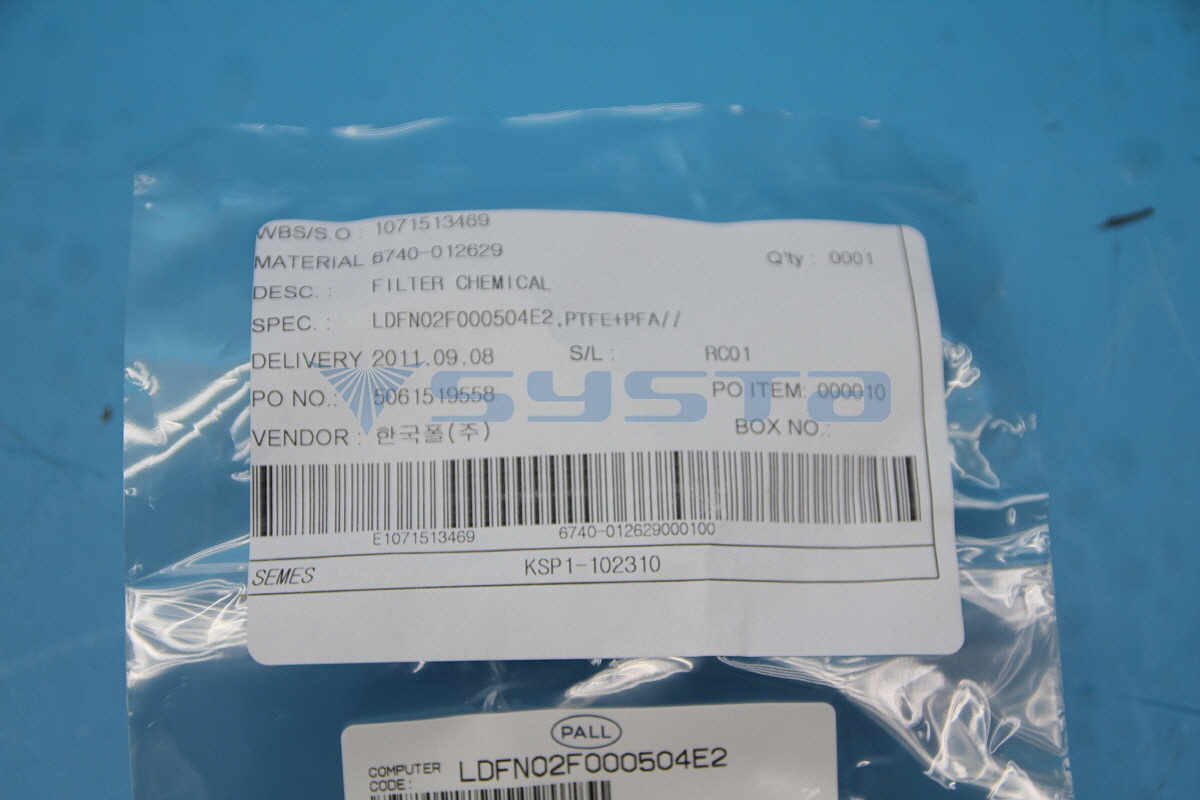 WBS/S.O : 1071513469
MATERIAL 6740-012629 Q'ty : 0001
DESC. : FILTER CHEMICAL
SPEC. : LDFN02F000504E2,PTFE+PFA//
DELIVERY 2011.09.08 S/L : RC01
PO NO.: 5061519558 PO ITEM: 000010
systa
VENDOR : 한국폴(주) BOX NO.:
E1071513469 6740-012629000100
SEMES KSP1-102310
PALL
COMPUTER CODE: LDFN02F000504E2